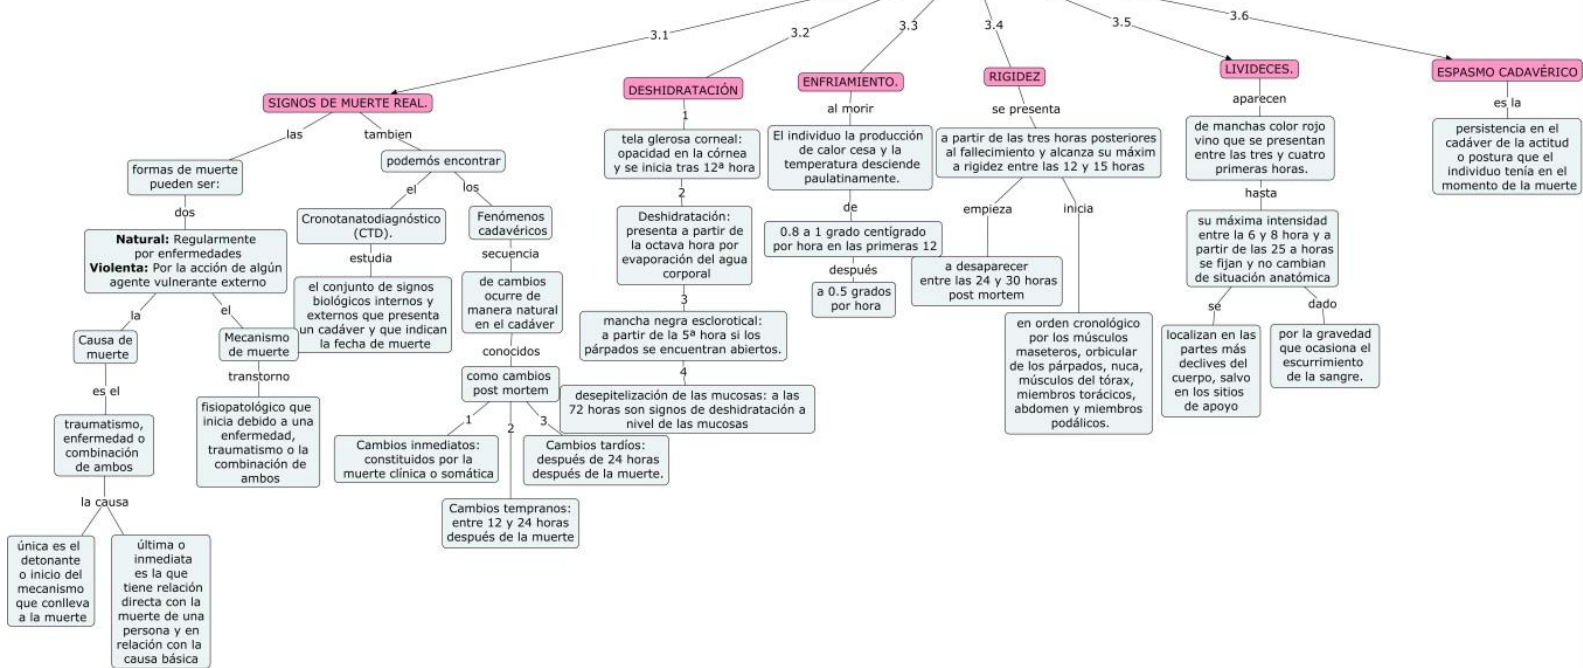 3.1
3.2
3.3
3.4
3.5
3.6
SIGNOS DE MUERTE REAL.
las
tambien
formas de muerte
pueden ser:
dos
Natural: Regularmente
por enfermedades
Violenta: Por la acción de algún
agente vulnerante externo
la
el
Causa de
muerte
es el
traumatismo,
enfermedad o
combinación
de ambos
la causa
única es el
detonante
o inicio del
mecanismo
que conlleva
a la muerte
última o
inmediata
es la que
tiene relación
directa con la
muerte de una
persona y en
relación con la
causa básica
Mecanismo
de muerte
transtorno
fisiopatológico que
inicia debido a una
enfermedad,
traumatismo o la
combinación de
ambos
podemós encontrar
el
los
Cronotanatodiagnóstico
(CTD).
estudia
el conjunto de signos
biológicos internos y
externos que presenta
un cadáver y que indican
la fecha de muerte
Fenómenos
cadavéricos
secuencia
de cambios
ocurre de
manera natural
en el cadáver
conocidos
como cambios
post mortem
1
2
3
Cambios inmediatos:
constituidos por la
muerte clínica o somática
Cambios tempranos:
entre 12 y 24 horas
después de la muerte
Cambios tardíos:
después de 24 horas
después de la muerte.
DESHIDRATACIÓN
1
tela glerosa corneal:
opacidad en la córnea
y se inicia tras 12ª hora
2
Deshidratación:
presenta a partir de
la octava hora por
evaporación del agua
corporal
3
mancha negra esclorotical:
a partir de la 5ª hora si los
párpados se encuentran abiertos.
4
desepitelización de las mucosas: a las
72 horas son signos de deshidratación a
nivel de las mucosas
ENFRIAMIENTO.
al morir
El individuo la producción
de calor cesa y la
temperatura desciende
paulatinamente.
de
0.8 a 1 grado centígrado
por hora en las primeras 12
después
a 0.5 grados
por hora
RIGIDEZ
se presenta
a partir de las tres horas posteriores
al fallecimiento y alcanza su máxim
a rigidez entre las 12 y 15 horas
empieza
inicia
a desaparecer
entre las 24 y 30 horas
post mortem
en orden cronológico
por los músculos
maseteros, orbicular
de los párpados, nuca,
músculos del tórax,
miembros torácicos,
abdomen y miembros
podálicos.
LIVIDECES.
aparecen
de manchas color rojo
vino que se presentan
entre las tres y cuatro
primeras horas.
hasta
su máxima intensidad
entre la 6 y 8 hora y a
partir de las 25 a horas
se fijan y no cambian
de situación anatómica
se
dado
localizan en las
partes más
declives del
cuerpo, salvo
en los sitios
de apoyo
por la gravedad
que ocasiona el
escurrimiento
de la sangre.
ESPASMO CADAVÉRICO
es la
persistencia en el
cadáver de la actitud
o postura que el
individuo tenía en el
momento de la muerte